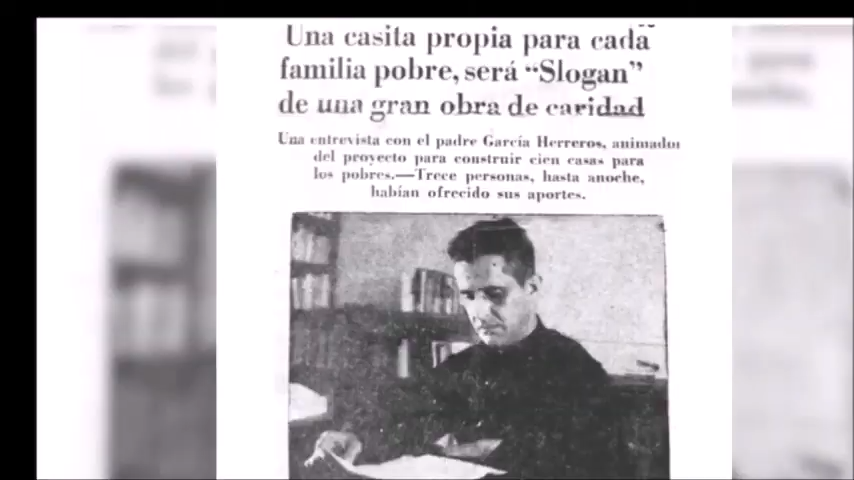 Una casita propia para cada
familia pobre, será “Slogan”
de una gran obra de caridad
Una entrevista con el padre García Herreros, animador
del proyecto para construir cien casas para
los pobres.—Trece personas, hasta anoche,
habían ofrecido sus aportes.